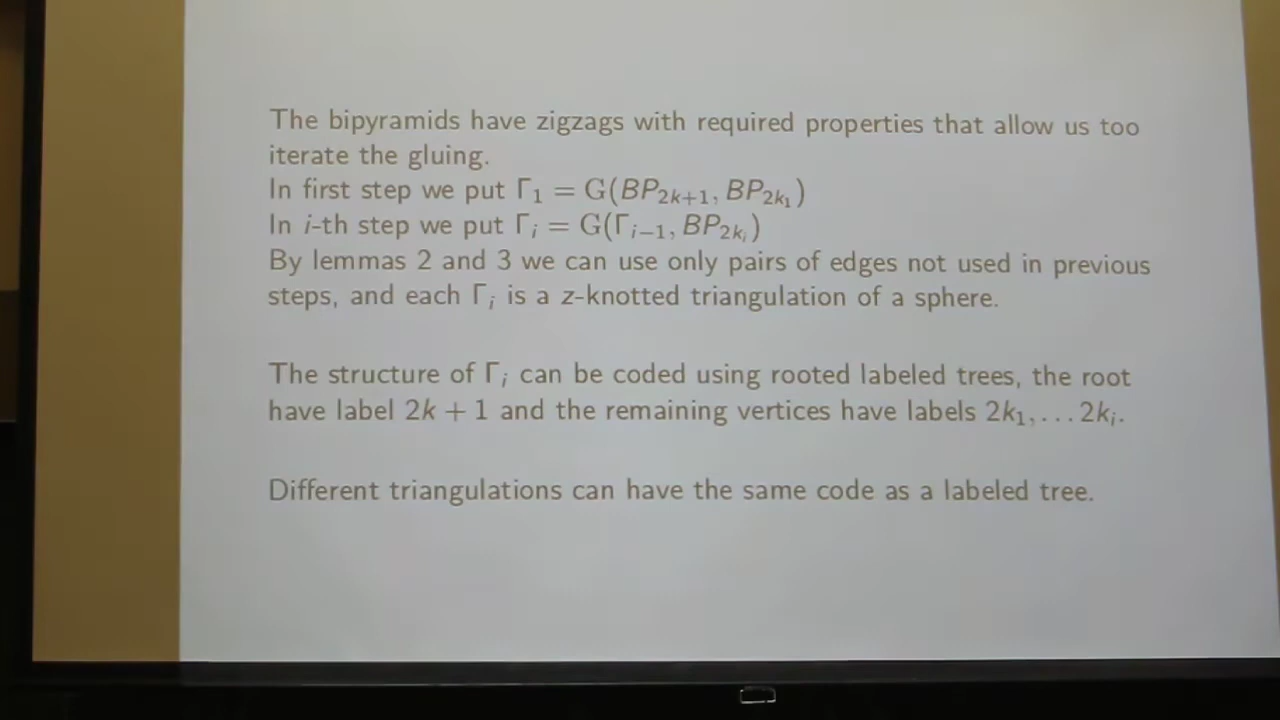 The bipyramids have zigzags with required properties that allow us too
iterate the gluing.
In first step we put Γ₁ = G(BP₂ₖ₊₁, BP_{2k₁})
In i-th step we put Γᵢ = G(Γᵢ₋₁, BP_{2kᵢ})
By lemmas 2 and 3 we can use only pairs of edges not used in previous
steps, and each Γᵢ is a z-knotted triangulation of a sphere.
The structure of Γᵢ can be coded using rooted labeled trees, the root
have label 2k + 1 and the remaining vertices have labels 2k₁, . . . 2kᵢ.
Different triangulations can have the same code as a labeled tree.